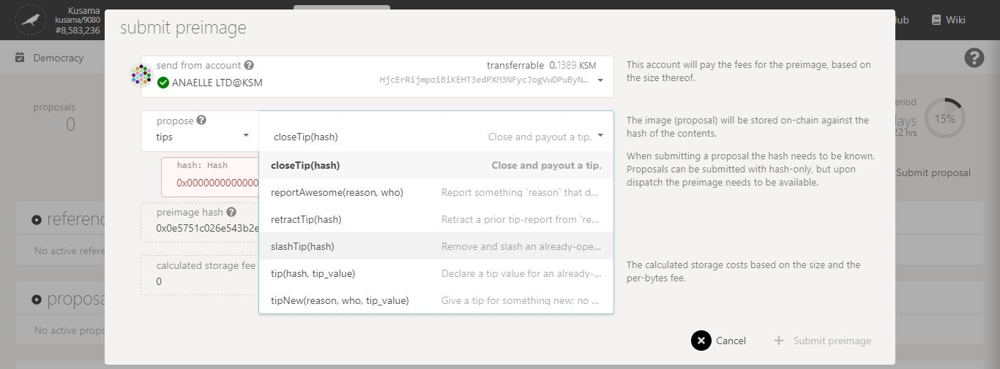 Kusama
kusama/9080
#8,583,236
Wiki
Democracy
submit preimage
send from account
transferrable 0.1389 KSM
ANAELLE LTD@KSM
HjcErRijmpoiBiKEHT3edPXM3NFycJogVwDPuByN…
This account will pay the fees for the preimage, based on
the size thereof.
proposals
0
propose
tips
closeTip(hash) Close and payout a tip.
The image (proposal) will be stored on-chain against the
hash of the contents.
15%
22 hrs
hash: Hash
0x0000000000000
closeTip(hash) Close and payout a tip.
When submitting a proposal the hash needs to be known.
Proposals can be submitted with hash-only, but upon
dispatch the preimage needs to be available.
Submit proposal
reportAwesome(reason, who) Report something `reason` that d...
preimage hash
0x0e5751c026e543b2e
retractTip(hash) Retract a prior tip-report from `re...
No active refere
slashTip(hash) Remove and slash an already-ope...
calculated storage fee
0
The calculated storage costs based on the size and the
per-bytes fee.
tip(hash, tip_value) Declare a tip value for an already-...
tipNew(reason, who, tip_value) Give a tip for something new; no ...
No active propo
Cancel
Submit preimage